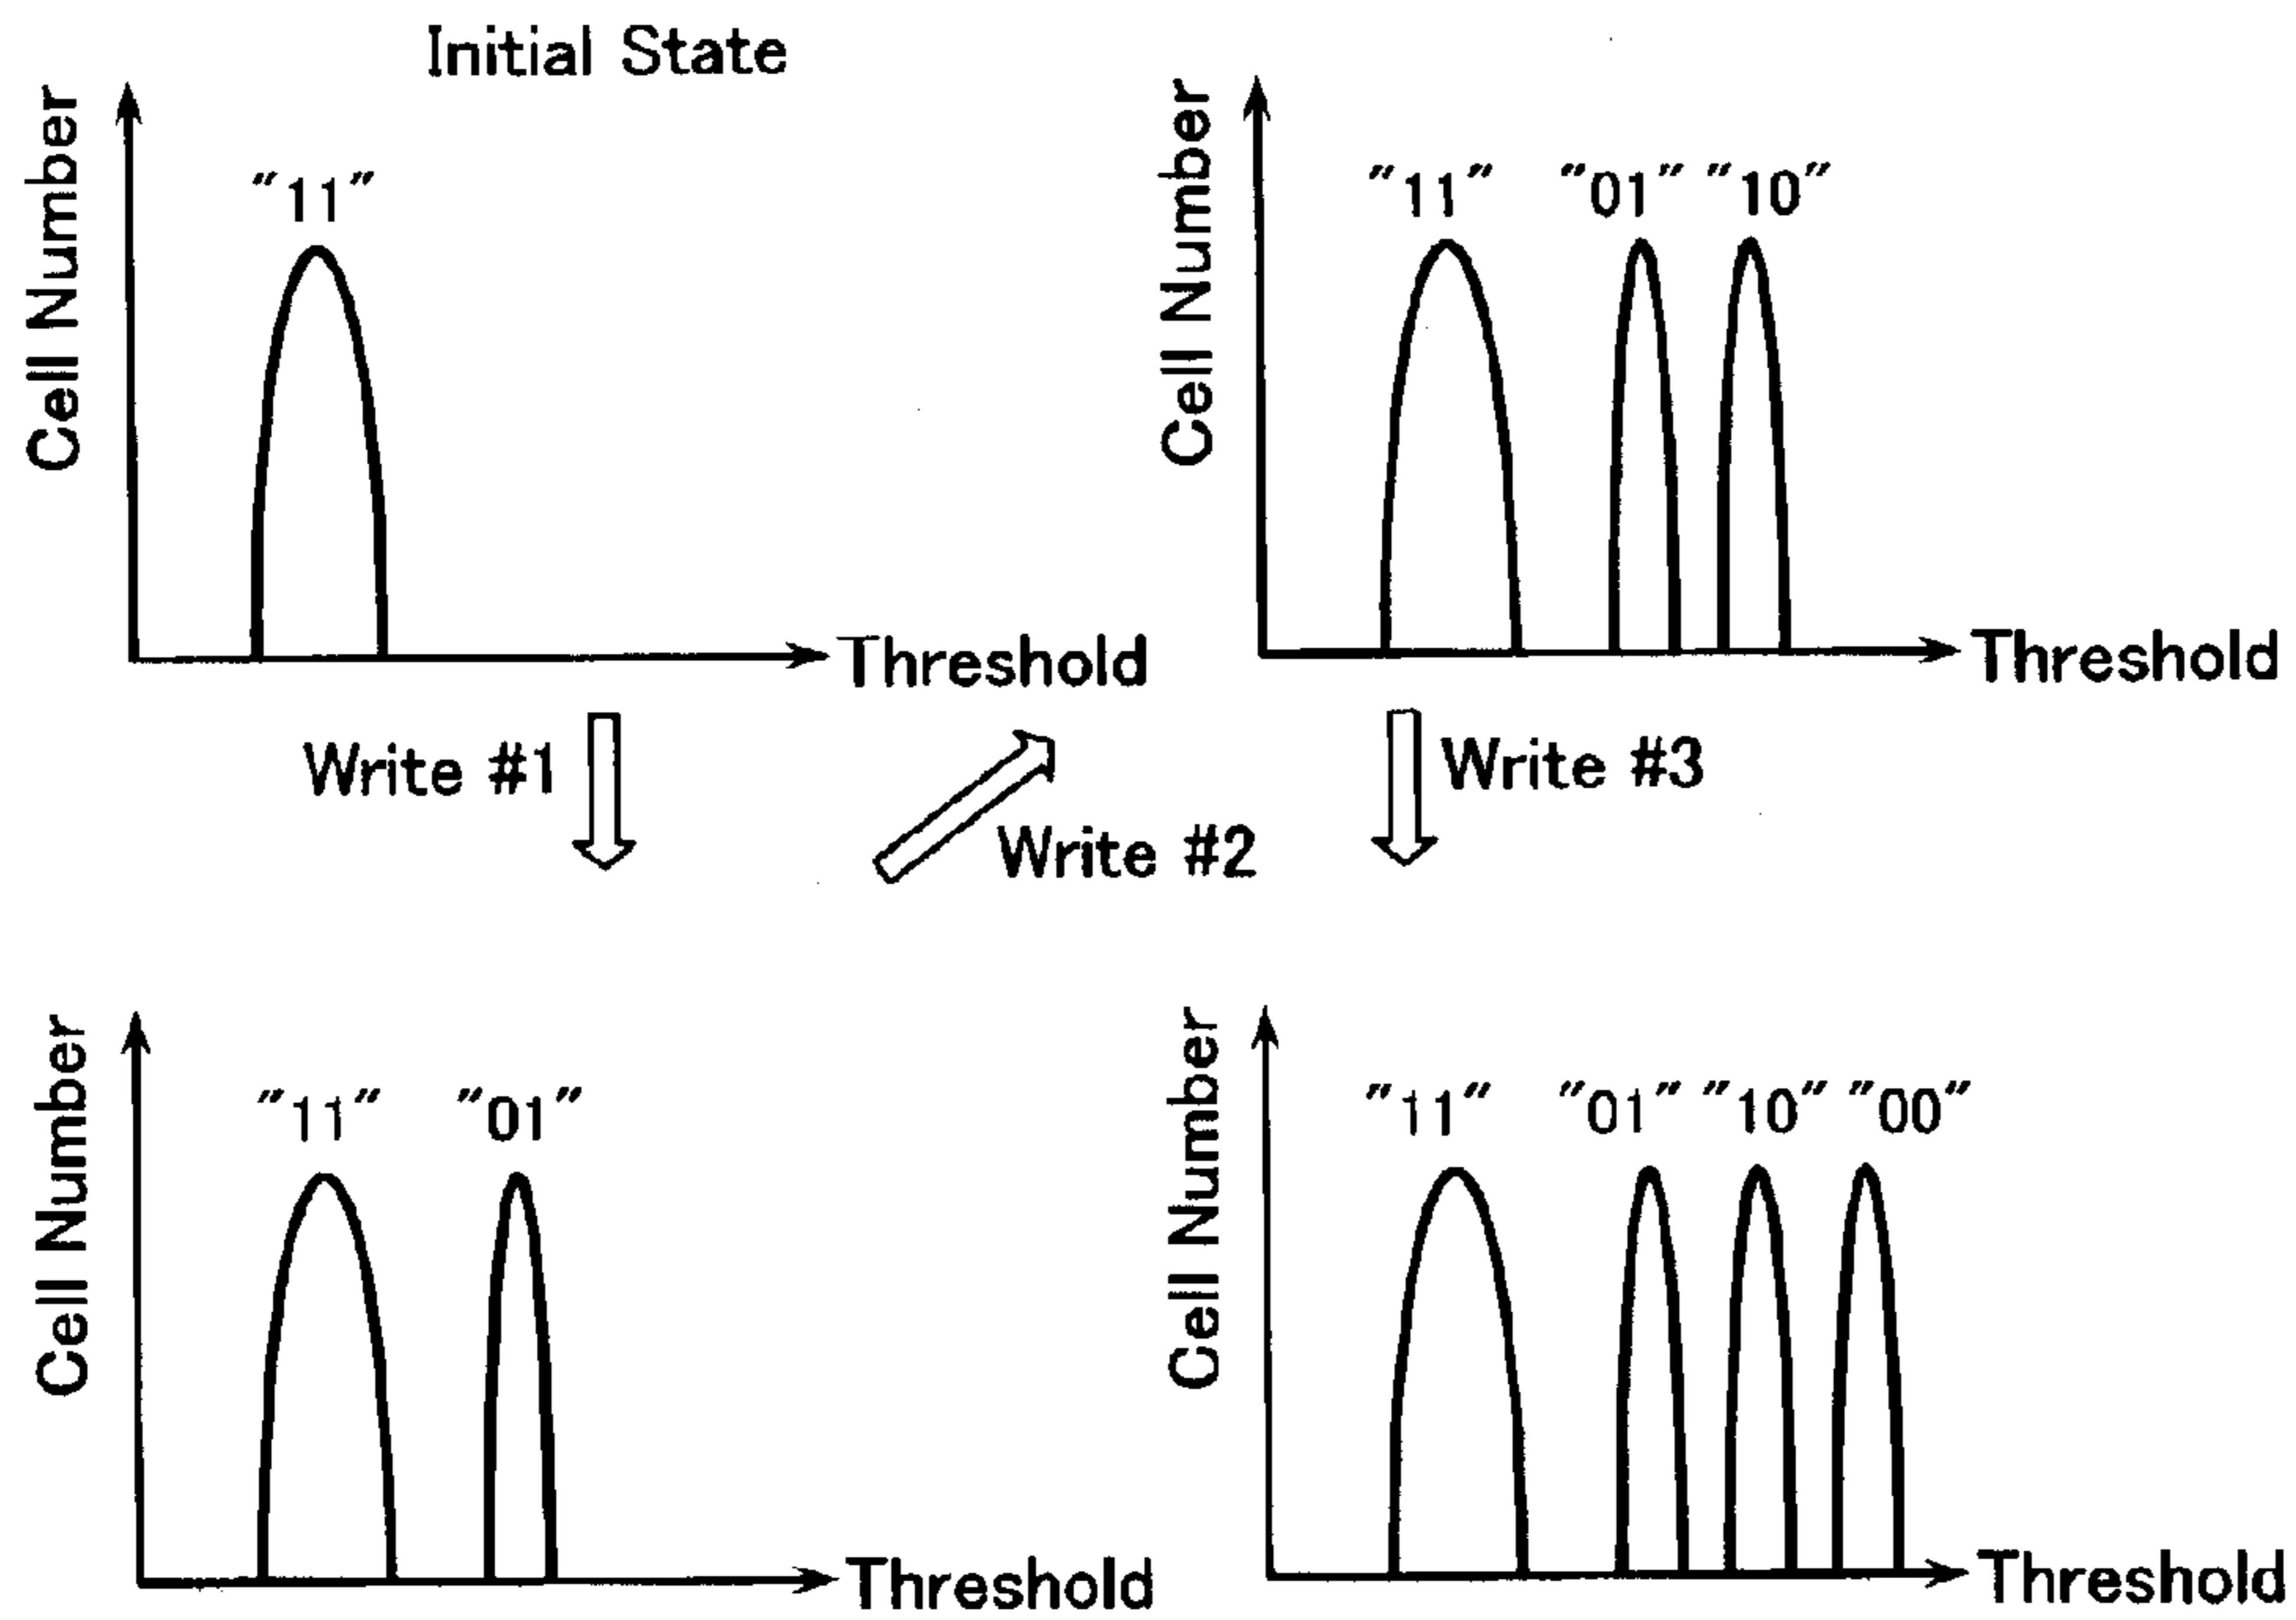 Initial State
Cell Number
"11"
Threshold
Write #1
Cell Number
"11" "01"
Threshold
Write #2
Cell Number
"11" "01" "10"
Threshold
Write #3
Cell Number
"11" "01" "10" "00"
Threshold